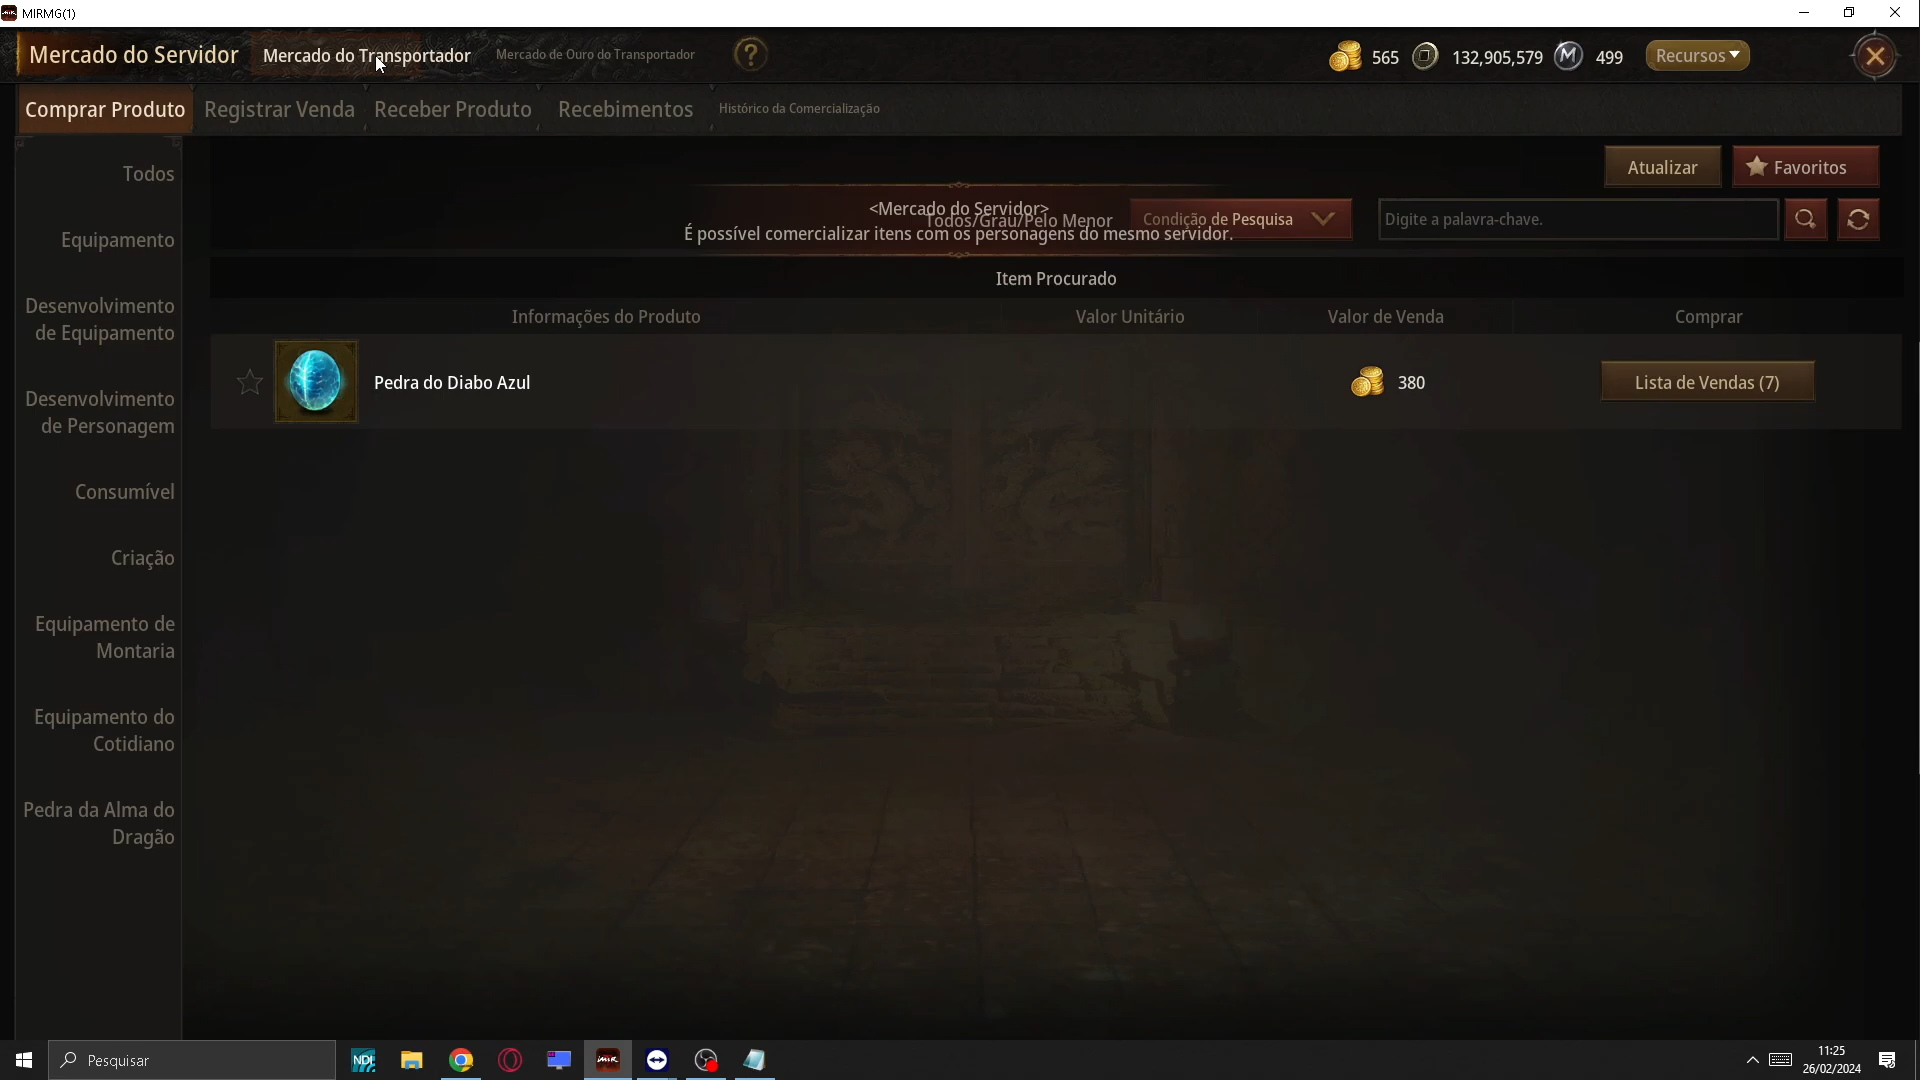 MIRMG(1)
Mercado do Servidor
Mercado do Transportador
Mercado de Ouro do Transportador
?
565
132,905,579
M
499
Recursos
Comprar Produto
Registrar Venda
Receber Produto
Recebimentos
Histórico da Comercialização
Todos
Equipamento
Desenvolvimento
de Equipamento
Desenvolvimento
de Personagem
Consumível
Criação
Equipamento de
Montaria
Equipamento do
Cotidiano
Pedra da Alma do
Dragão
Atualizar
Favoritos
<Mercado do Servidor>
Todos/Grau/Pelo Menor
Condição de Pesquisa
Digite a palavra-chave.
É possível comercializar itens com os personagens do mesmo servidor.
Item Procurado
Informações do Produto
Valor Unitário
Valor de Venda
Comprar
Pedra do Diabo Azul
380
Lista de Vendas (7)
Pesquisar
NDI
MIR
11:25
26/02/2024